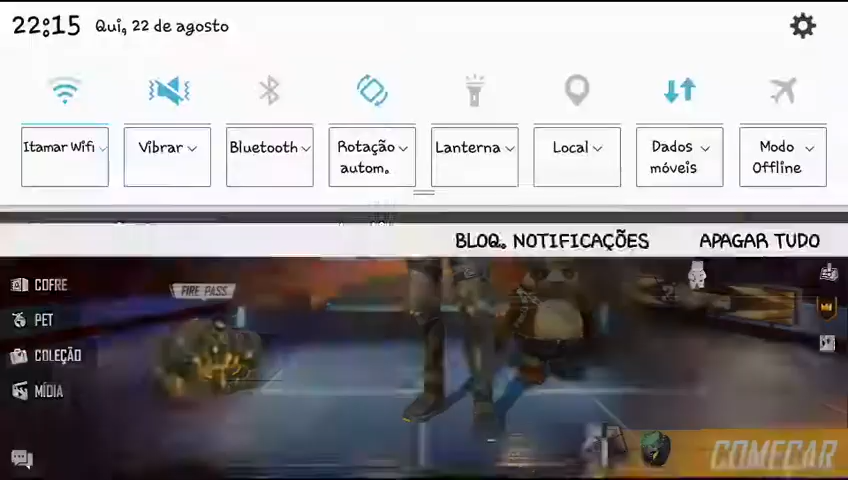 22:15 Qui, 22 de agosto
Itamar Wifi Vibrar Bluetooth Rotação autom. Lanterna Local Dados móveis Modo Offline
BLOQ. NOTIFICAÇÕES APAGAR TUDO
COFRE
FIRE PASS
PET
COLEÇÃO
MÍDIA
COMEÇAR